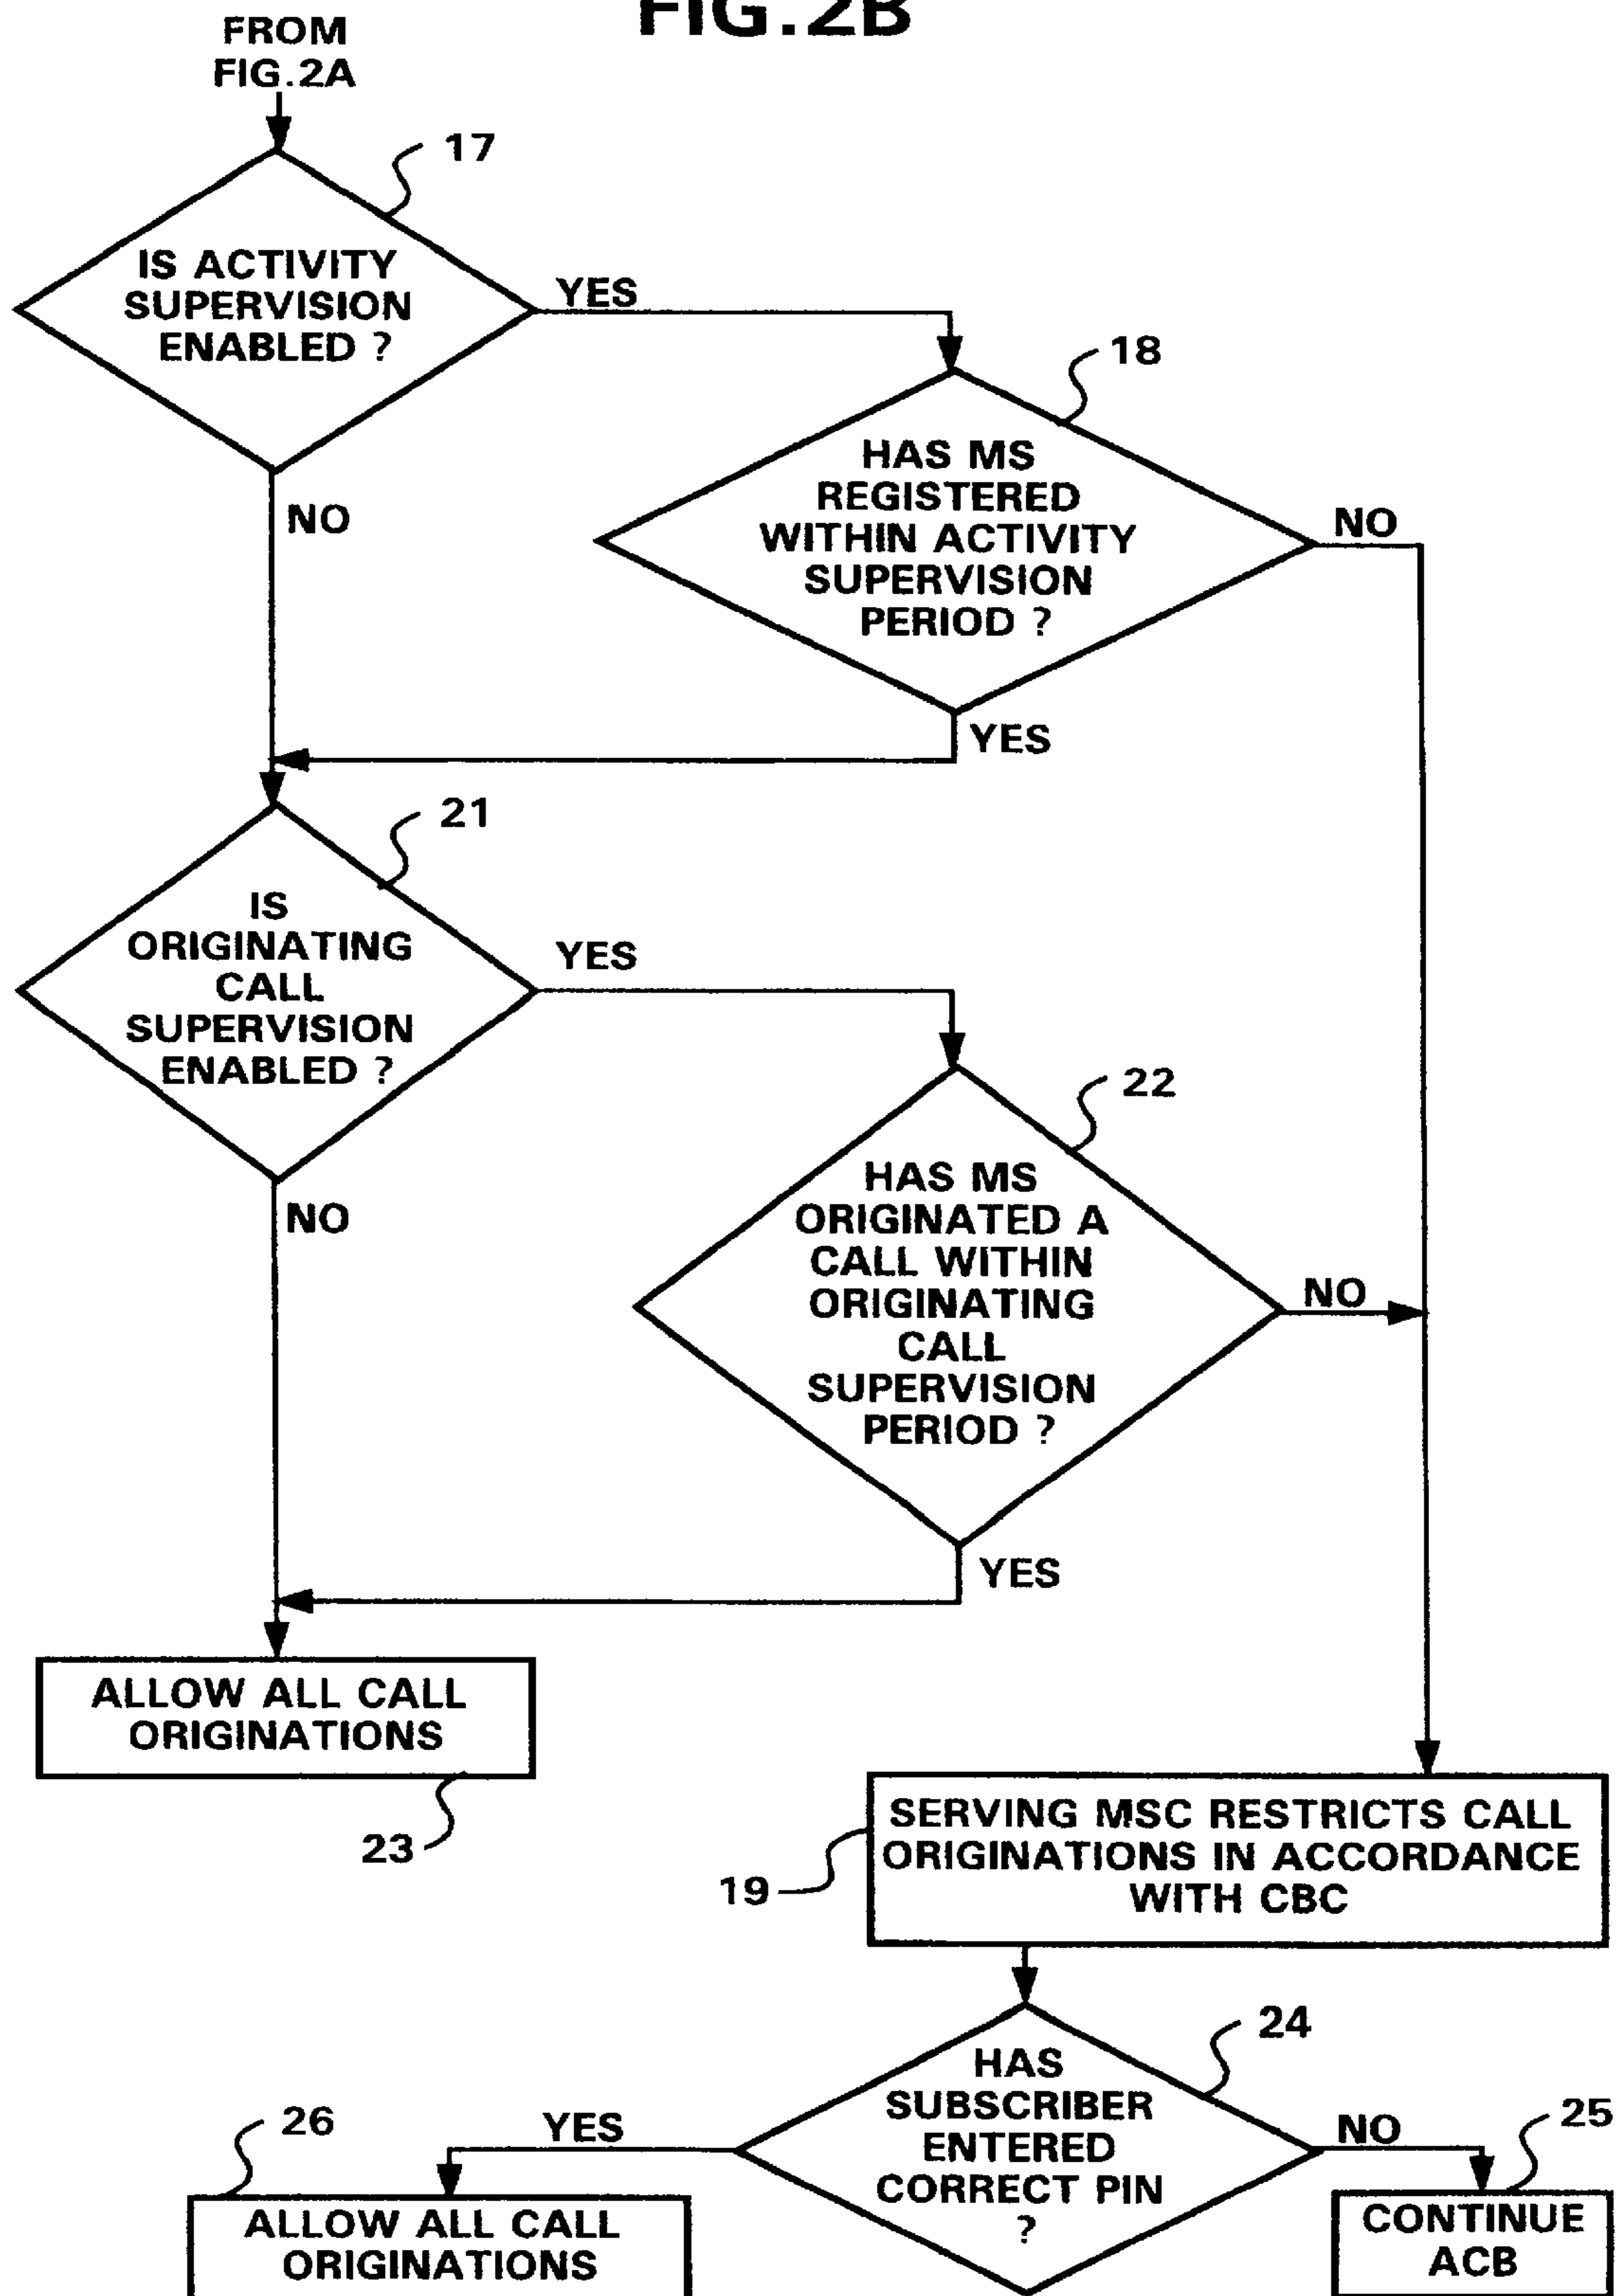 FIG.2B
FROM
FIG.2A
17
IS ACTIVITY
SUPERVISION
ENABLED ?
YES
NO
18
HAS MS
REGISTERED
WITHIN ACTIVITY
SUPERVISION
PERIOD ?
NO
YES
21
IS
ORIGINATING
CALL
SUPERVISION
ENABLED ?
YES
NO
22
HAS MS
ORIGINATED A
CALL WITHIN
ORIGINATING
CALL
SUPERVISION
PERIOD ?
NO
YES
ALLOW ALL CALL
ORIGINATIONS
23
SERVING MSC RESTRICTS CALL
ORIGINATIONS IN ACCORDANCE
WITH CBC
19
24
HAS
SUBSCRIBER
ENTERED
CORRECT PIN
?
YES
NO
26
ALLOW ALL CALL
ORIGINATIONS
25
CONTINUE
ACB